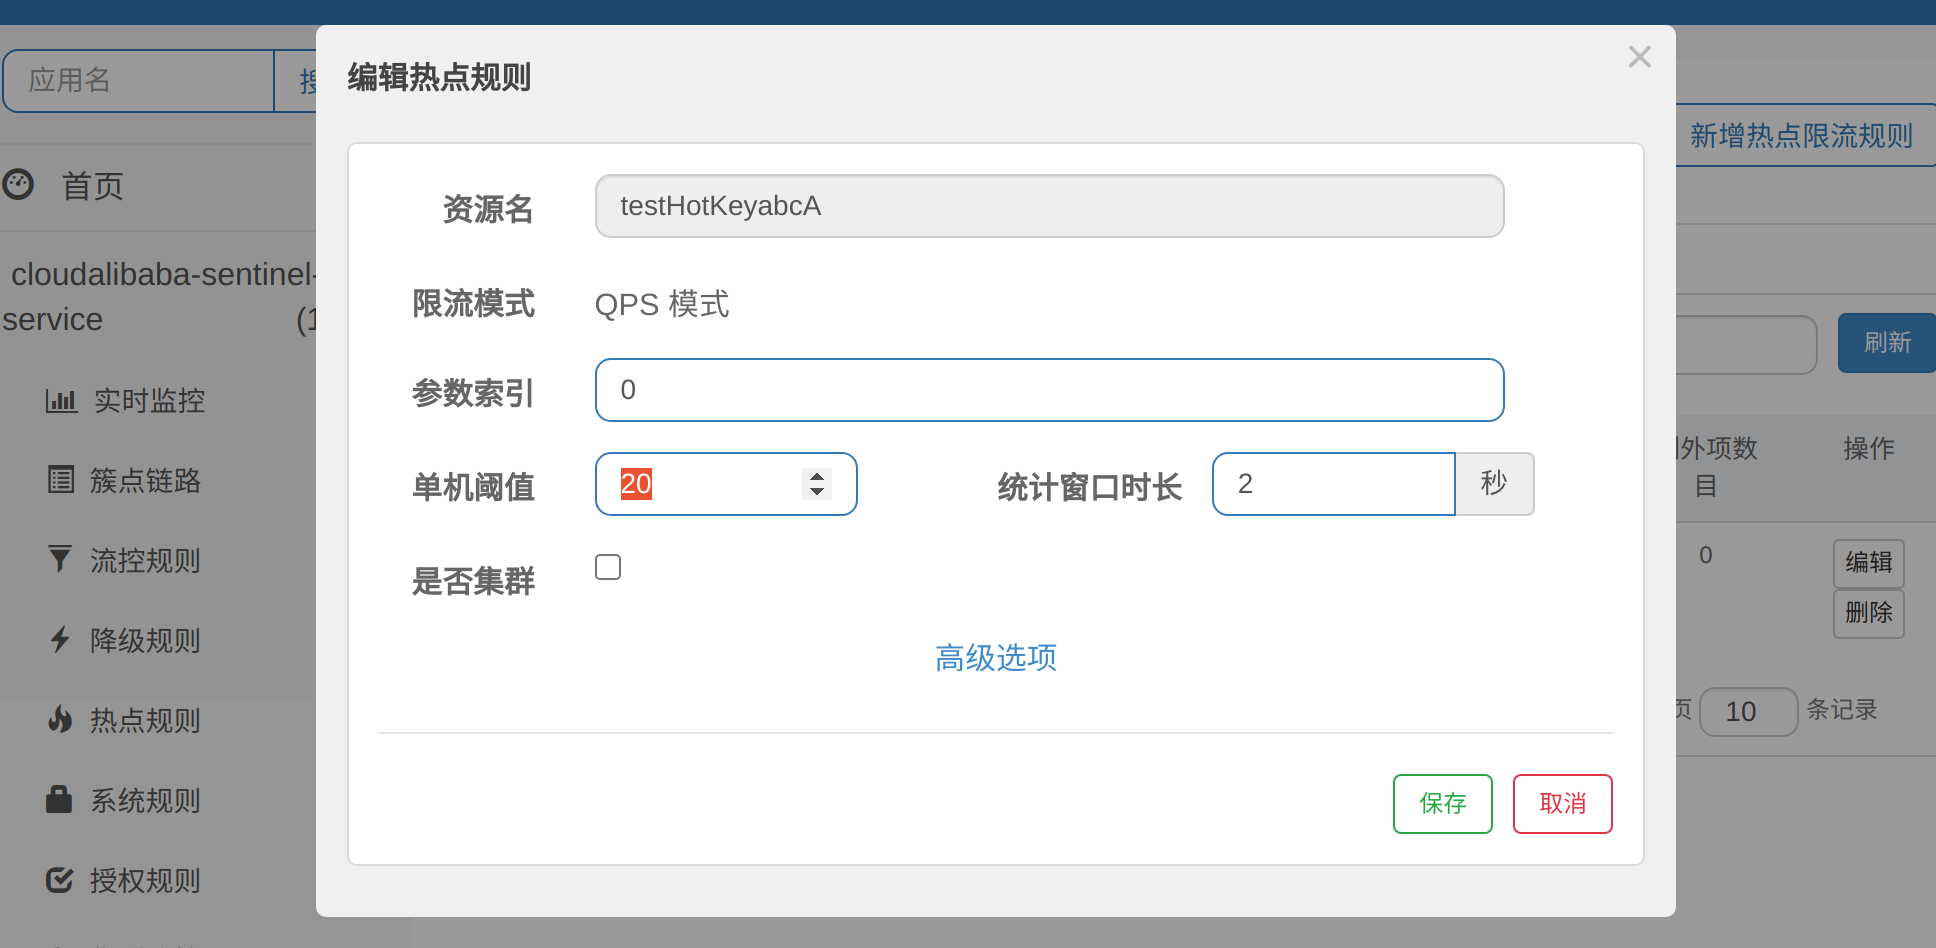 应用名
首页
cloudalibaba-sentinel-
service
实时监控
簇点链路
流控规则
降级规则
热点规则
系统规则
授权规则
编辑热点规则
×
资源名
testHotKeyabcA
限流模式
QPS 模式
参数索引
0
单机阈值
20
统计窗口时长
2
秒
是否集群
高级选项
保存
取消
新增热点限流规则
刷新
外项数
目
操作
0
编辑
删除
页
10
条记录